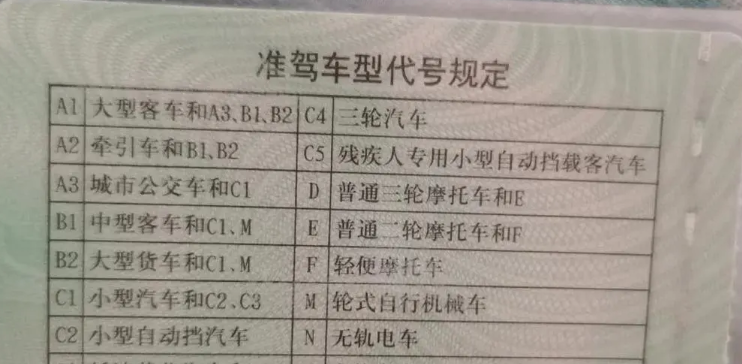 准驾车型代号规定
A1 大型客车和A3、B1、B2 C4 三轮汽车
A2 牵引车和B1、B2 C5 残疾人专用小型自动挡载客汽车
A3 城市公交车和C1 D 普通三轮摩托车和E
B1 中型客车和C1、M E 普通二轮摩托车和F
B2 大型货车和C1、M F 轻便摩托车
C1 小型汽车和C2、C3 M 轮式自行机械车
C2 小型自动挡汽车 N 无轨电车